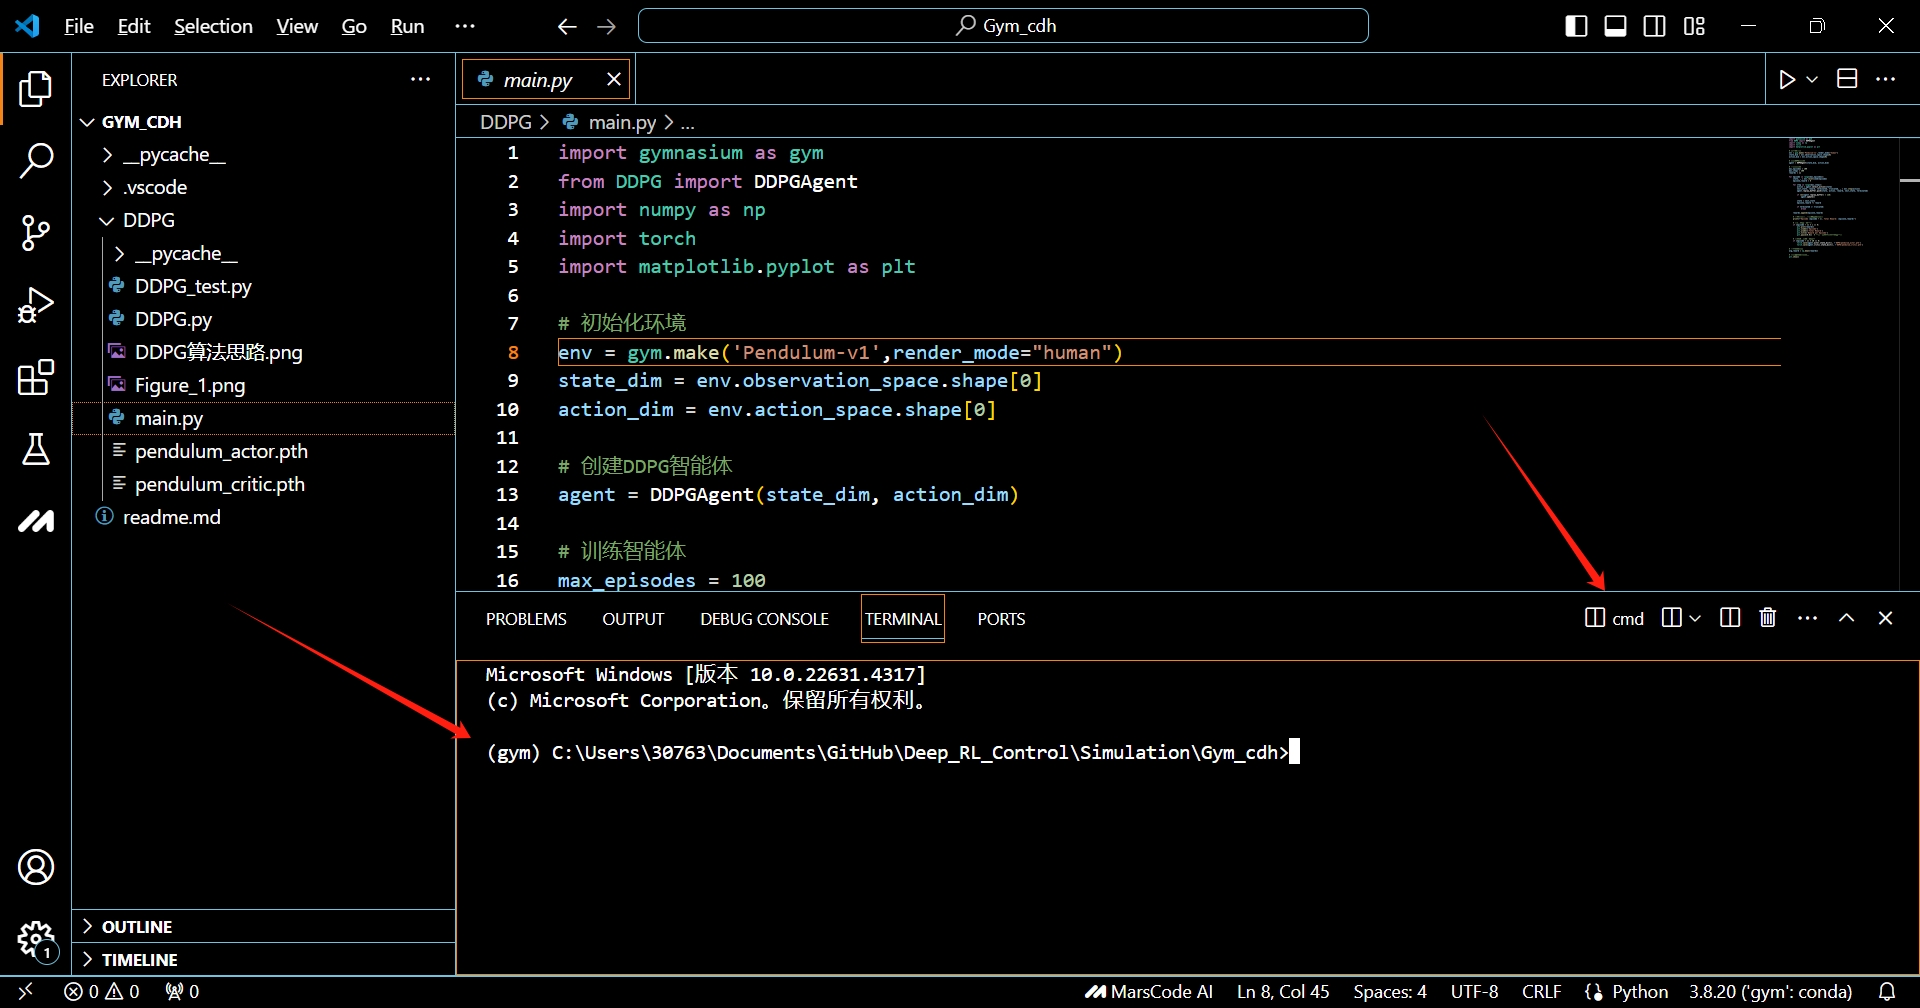 File Edit Selection View Go Run ···
Gym_cdh
EXPLORER
GYM_CDH
__pycache__
.vscode
DDPG
__pycache__
DDPG_test.py
DDPG.py
DDPG算法思路.png
Figure_1.png
main.py
pendulum_actor.pth
pendulum_critic.pth
readme.md
OUTLINE
TIMELINE
main.py
DDPG > main.py > ...
1 import gymnasium as gym
2 from DDPG import DDPGAgent
3 import numpy as np
4 import torch
5 import matplotlib.pyplot as plt
6
7 # 初始化环境
8 env = gym.make('Pendulum-v1',render_mode="human")
9 state_dim = env.observation_space.shape[0]
10 action_dim = env.action_space.shape[0]
11
12 # 创建DDPG智能体
13 agent = DDPGAgent(state_dim, action_dim)
14
15 # 训练智能体
16 max_episodes = 100
PROBLEMS OUTPUT DEBUG CONSOLE TERMINAL PORTS
cmd
Microsoft Windows [版本 10.0.22631.4317]
(c) Microsoft Corporation。保留所有权利。
(gym) C:\Users\30763\Documents\GitHub\Deep_RL_Control\Simulation\Gym_cdh>
1
0 0 0
MarsCode AI Ln 8, Col 45 Spaces: 4 UTF-8 CRLF Python 3.8.20 ('gym': conda)